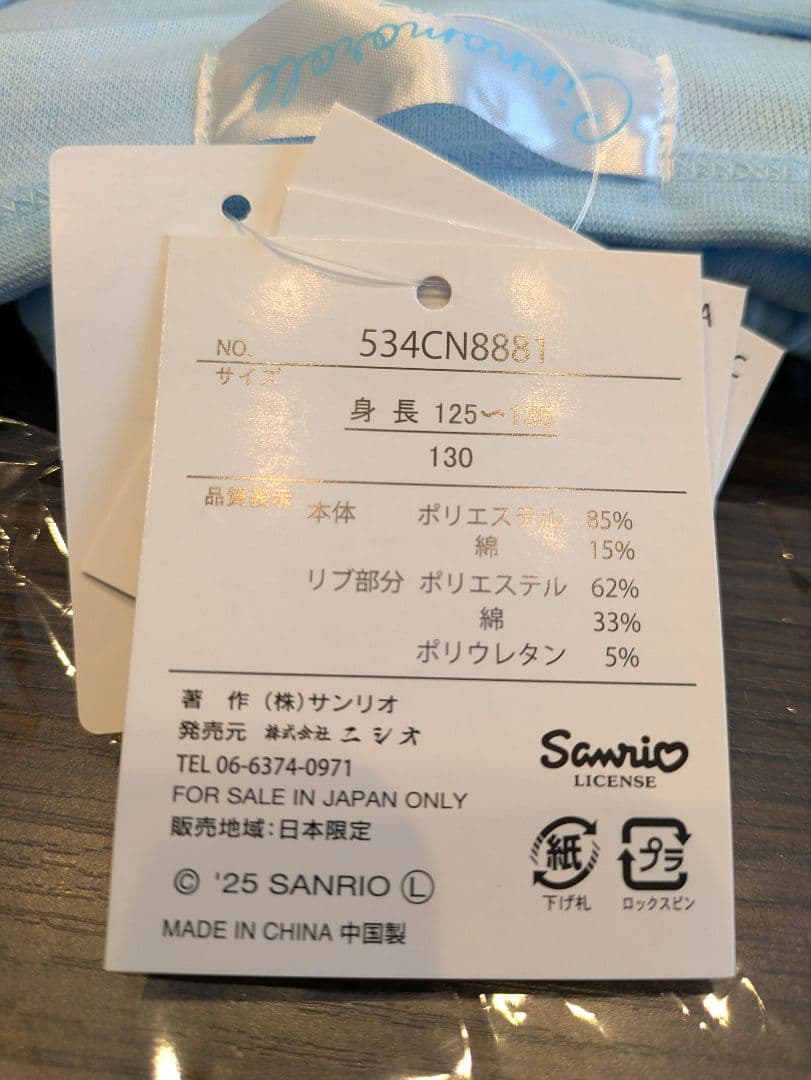 Cinnamoroll
NO. 534CN8881
サイズ
身長 125〜135
130
品質表示 本体 ポリエステル 85%
綿 15%
リブ部分 ポリエステル 62%
綿 33%
ポリウレタン 5%
著作 (株)サンリオ
発売元 株式会社 ニシオ
TEL 06-6374-0971
FOR SALE IN JAPAN ONLY
販売地域:日本限定
© '25 SANRIO Ⓛ
MADE IN CHINA 中国製
Sanrio
LICENSE
紙
下げ札
プラ
ロックスピン
A
C